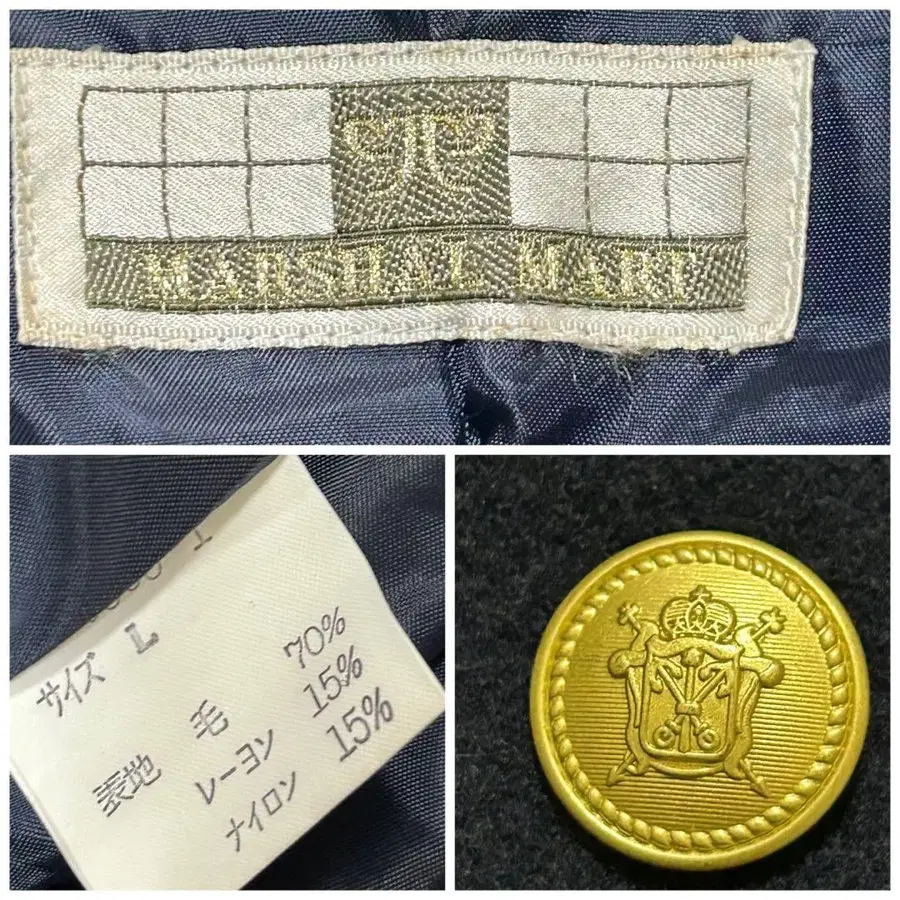 MARSHAL MART
サイズ L
表地 毛 70%
レーヨン 15%
ナイロン 15%